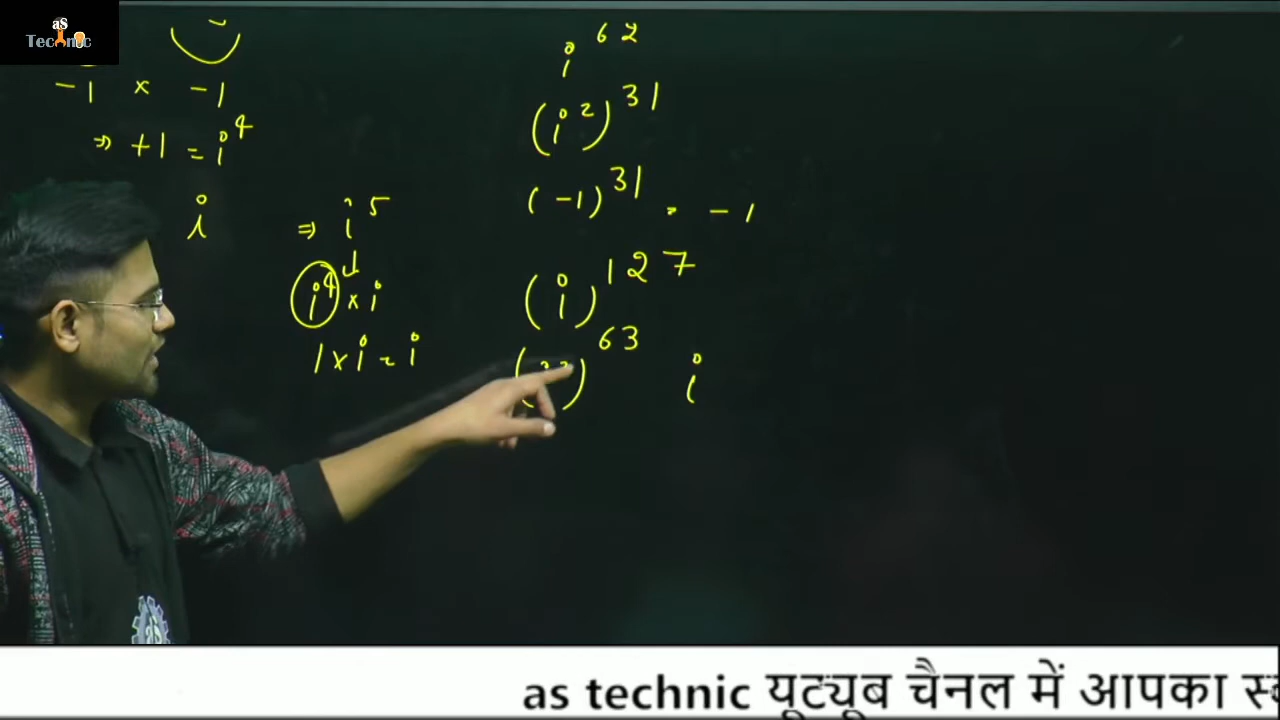 as
Technic
-1 × -1
⇒ +1 = i⁴
i
⇒ i⁵
i⁴ × i
1 × i = i
i⁶²
(i²)³¹
(-1)³¹ = -1
(i)¹²⁷
( )⁶³ i
as technic यूट्यूब चैनल में आपका